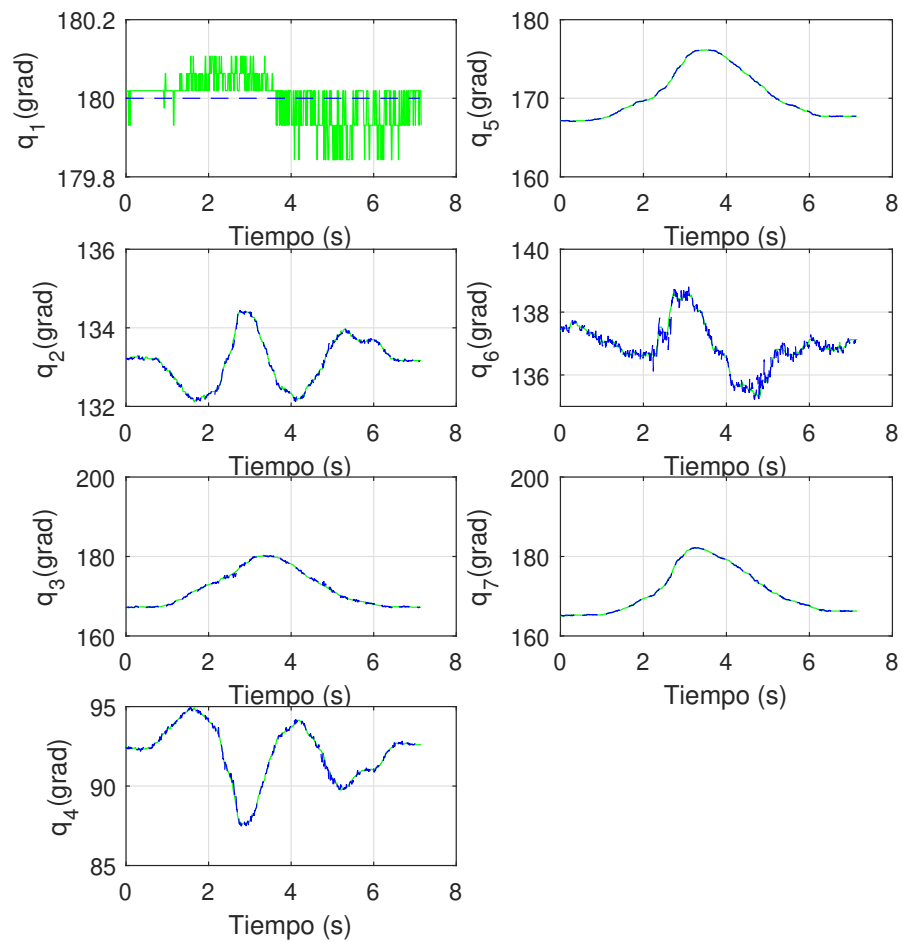 180.2
180
179.8
q1(grad)
0 2 4 6 8
Tiempo (s)
180
170
160
q5(grad)
0 2 4 6 8
Tiempo (s)
136
134
132
q2(grad)
0 2 4 6 8
Tiempo (s)
140
138
136
q6(grad)
0 2 4 6 8
Tiempo (s)
200
180
160
q3(grad)
0 2 4 6 8
Tiempo (s)
200
180
160
q7(grad)
0 2 4 6 8
Tiempo (s)
95
90
85
q4(grad)
0 2 4 6 8
Tiempo (s)